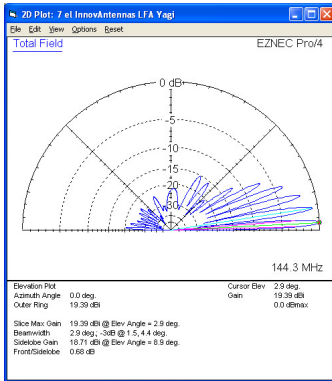 2D Plot: 7 el InnovAntennas LFA Yagi
File Edit View Options Reset
Total Field
EZNEC Pro/4
0 dB
-5
-10
-15
-20
-30
144.3 MHz
Elevation Plot
Azimuth Angle 0.0 deg.
Outer Ring 19.39 dBi
Cursor Elev 2.9 deg.
Gain 19.39 dBi
0.0 dBmax
Slice Max Gain 19.39 dBi @ Elev Angle = 2.9 deg.
Beamwidth 2.9 deg.; -3dB @ 1.5, 4.4 deg.
Sidelobe Gain 18.71 dBi @ Elev Angle = 8.9 deg.
Front/Sidelobe 0.68 dB